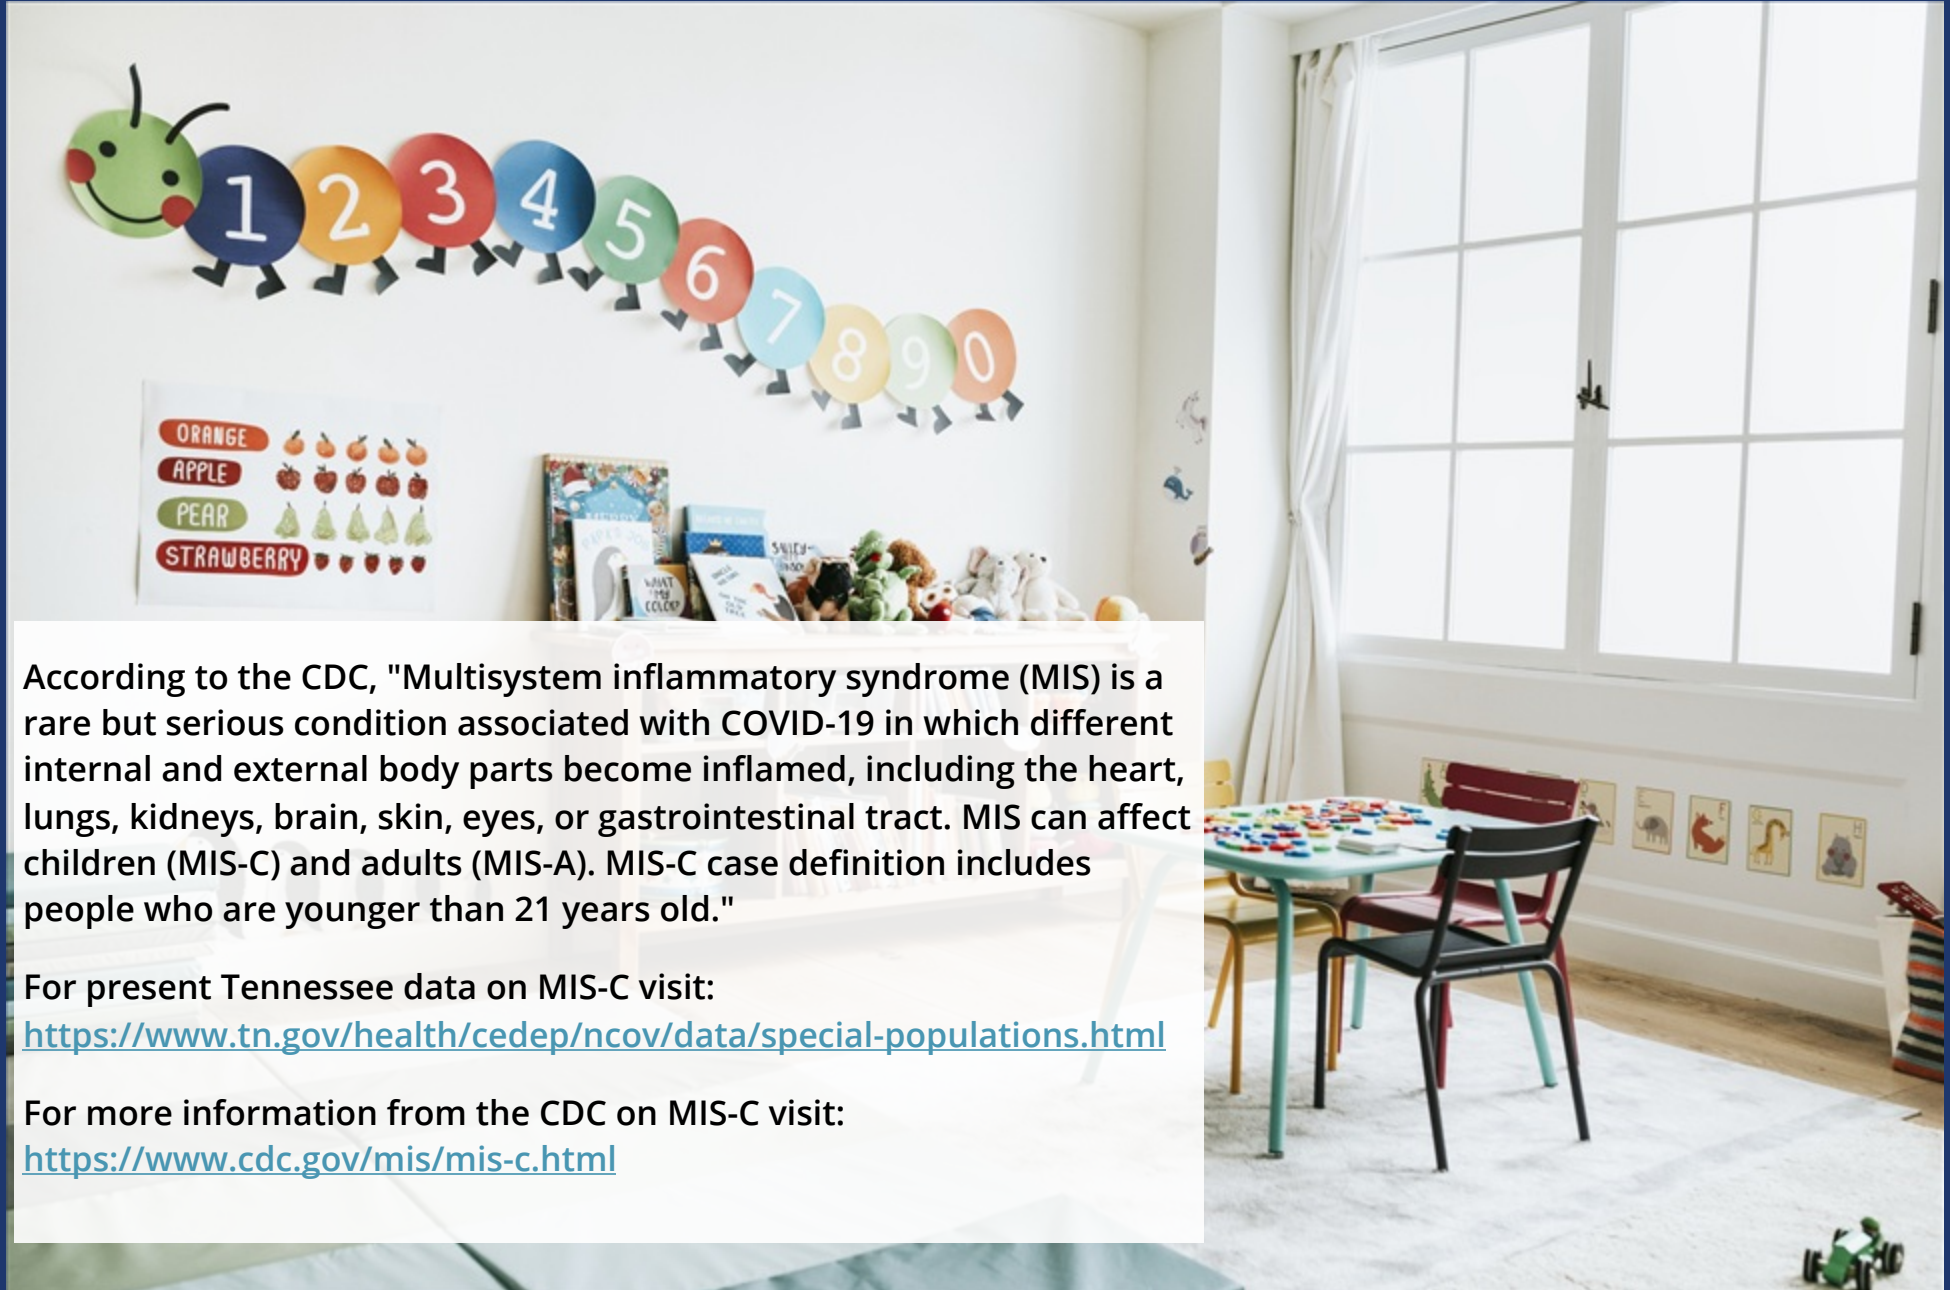 1 2 3 4 5 6 7 8 9 0
ORANGE
APPLE
PEAR
STRAWBERRY
MERRY
WHAT
MY
COLOR?
According to the CDC, "Multisystem inflammatory syndrome (MIS) is a
rare but serious condition associated with COVID-19 in which different
internal and external body parts become inflamed, including the heart,
lungs, kidneys, brain, skin, eyes, or gastrointestinal tract. MIS can affect
children (MIS-C) and adults (MIS-A). MIS-C case definition includes
people who are younger than 21 years old."
For present Tennessee data on MIS-C visit:
https://www.tn.gov/health/cedep/ncov/data/special-populations.html
For more information from the CDC on MIS-C visit:
https://www.cdc.gov/mis/mis-c.html